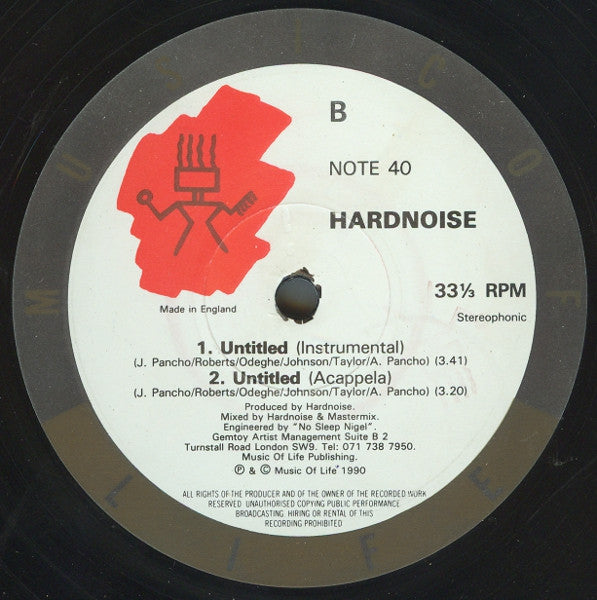 MUSIC OF LIFE
B
NOTE 40
HARDNOISE
33⅓ RPM
Made in England
Stereophonic
1. Untitled (Instrumental)
(J. Pancho/Roberts/Odeghe/Johnson/Taylor/A. Pancho) (3.41)
2. Untitled (Acappela)
(J. Pancho/Roberts/Odeghe/Johnson/Taylor/A. Pancho) (3.20)
Produced by Hardnoise.
Mixed by Hardnoise & Mastermix.
Engineered by "No Sleep Nigel".
Gemtoy Artist Management Suite B 2
Turnstall Road London SW9. Tel: 071 738 7950.
Music Of Life Publishing.
℗ & © Music Of Life 1990
ALL RIGHTS OF THE PRODUCER AND OF THE OWNER OF THE RECORDED WORK
RESERVED. UNAUTHORISED COPYING PUBLIC PERFORMANCE
BROADCASTING: HIRING OR RENTAL OF THIS
RECORDING PROHIBITED